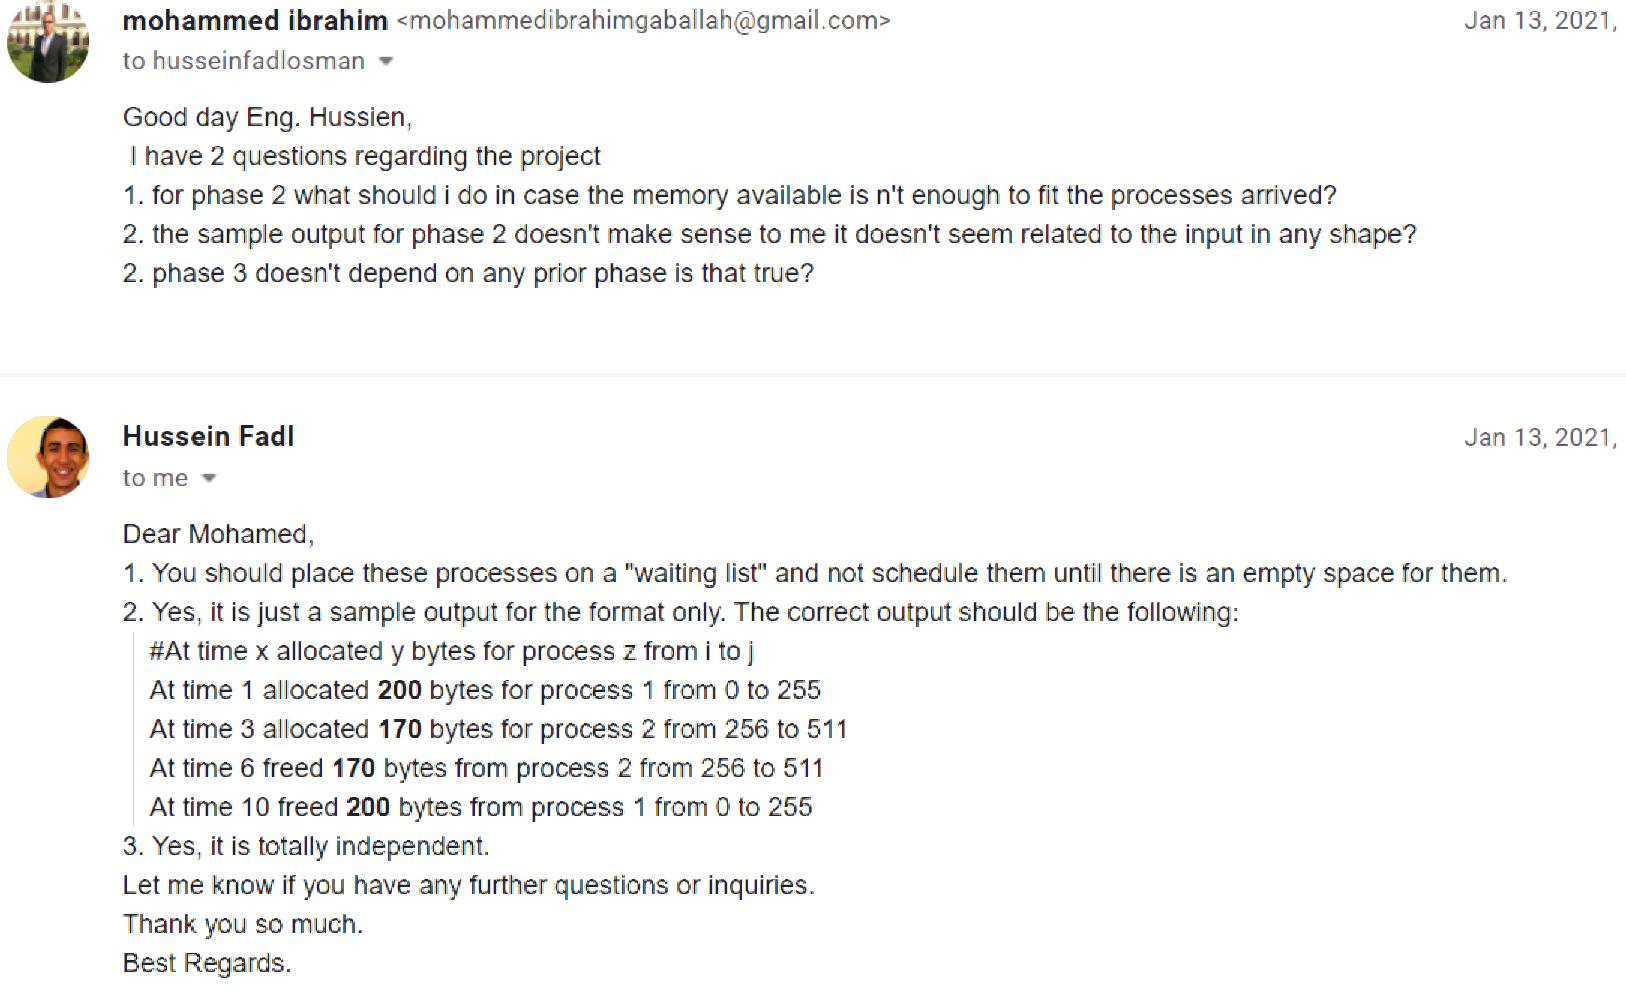 mohammed ibrahim <mohammedibrahimgaballah@gmail.com> Jan 13, 2021,
to husseinfadlosman
Good day Eng. Hussien,
I have 2 questions regarding the project
1. for phase 2 what should i do in case the memory available is n't enough to fit the processes arrived?
2. the sample output for phase 2 doesn't make sense to me it doesn't seem related to the input in any shape?
2. phase 3 doesn't depend on any prior phase is that true?
Hussein Fadl Jan 13, 2021,
to me
Dear Mohamed,
1. You should place these processes on a "waiting list" and not schedule them until there is an empty space for them.
2. Yes, it is just a sample output for the format only. The correct output should be the following:
#At time x allocated y bytes for process z from i to j
At time 1 allocated 200 bytes for process 1 from 0 to 255
At time 3 allocated 170 bytes for process 2 from 256 to 511
At time 6 freed 170 bytes from process 2 from 256 to 511
At time 10 freed 200 bytes from process 1 from 0 to 255
3. Yes, it is totally independent.
Let me know if you have any further questions or inquiries.
Thank you so much.
Best Regards.